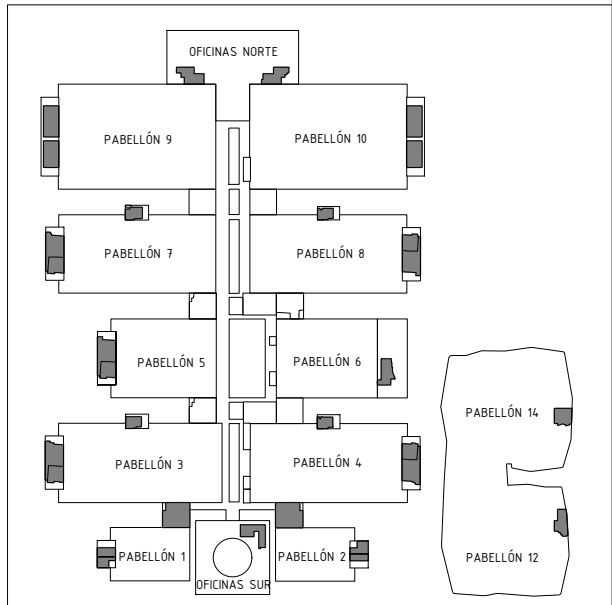 OFICINAS NORTE
PABELLÓN 9
PABELLÓN 10
PABELLÓN 7
PABELLÓN 8
PABELLÓN 5
PABELLÓN 6
PABELLÓN 14
PABELLÓN 3
PABELLÓN 4
PABELLÓN 1
PABELLÓN 2
PABELLÓN 12
OFICINAS SUR